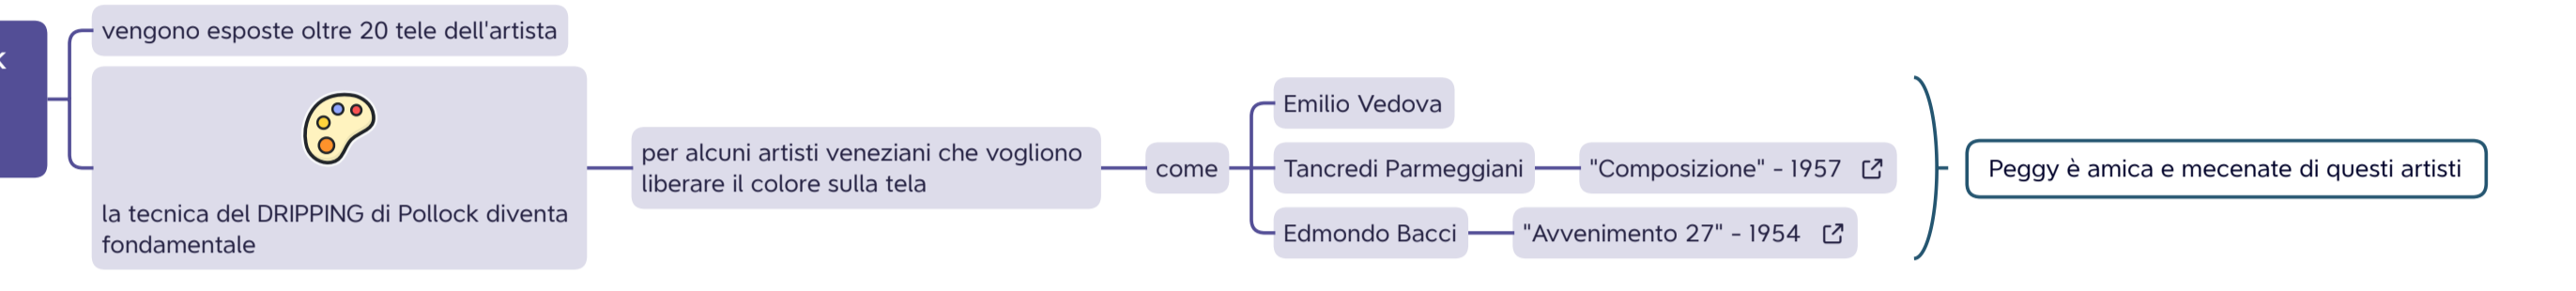 vengono esposte oltre 20 tele dell'artista
la tecnica del DRIPPING di Pollock diventa
fondamentale
per alcuni artisti veneziani che vogliono
liberare il colore sulla tela
come
Emilio Vedova
Tancredi Parmeggiani
"Composizione" - 1957
Edmondo Bacci
"Avvenimento 27" - 1954
Peggy è amica e mecenate di questi artisti